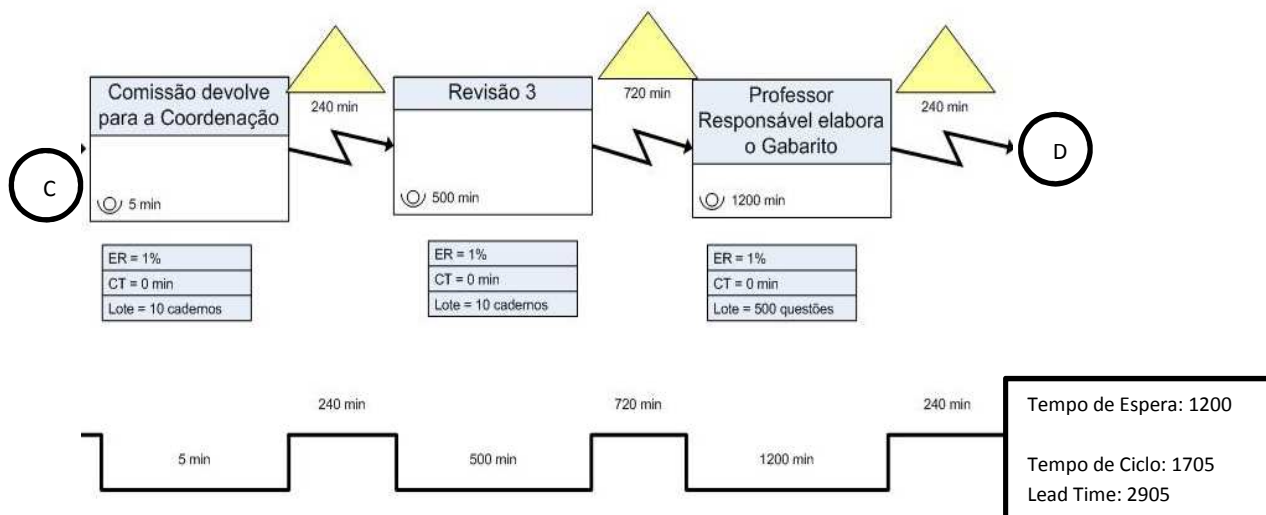 Comissão devolve
para a Coordenação
240 min
Revisão 3
720 min
Professor
Responsável elabora
o Gabarito
240 min
C
D
5 min
500 min
1200 min
ER = 1%
CT = 0 min
Lote = 10 cadernos
ER = 1%
CT = 0 min
Lote = 10 cadernos
ER = 1%
CT = 0 min
Lote = 500 questões
240 min
720 min
240 min
5 min
500 min
1200 min
Tempo de Espera: 1200
Tempo de Ciclo: 1705
Lead Time: 2905